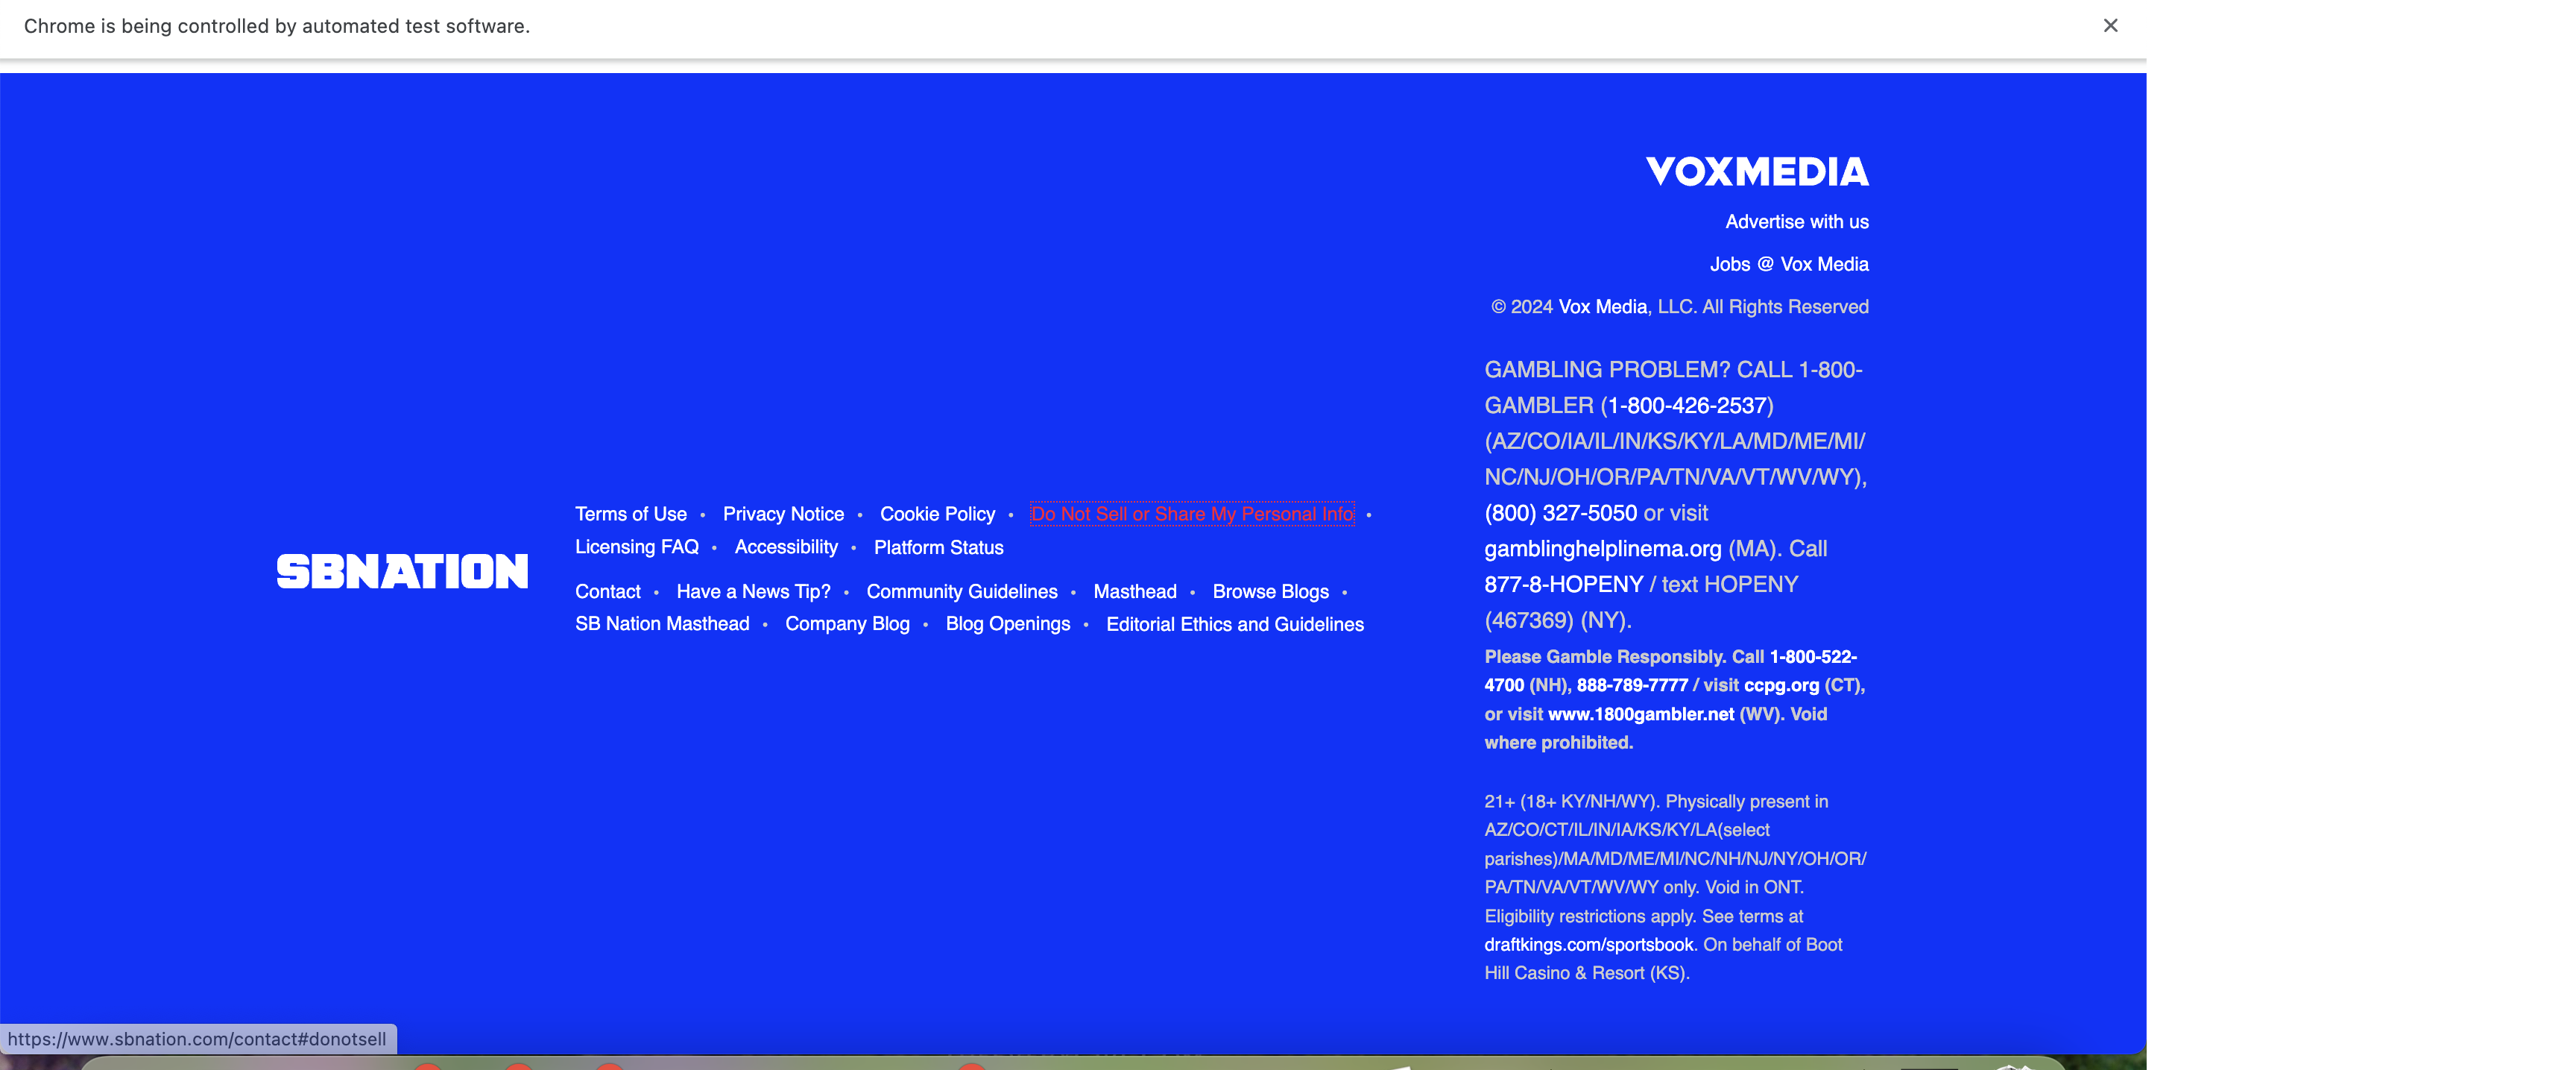 Chrome is being controlled by automated test software.
VOXMEDIA
Advertise with us
Jobs @ Vox Media
© 2024 Vox Media, LLC. All Rights Reserved
GAMBLING PROBLEM? CALL 1-800-
GAMBLER (1-800-426-2537)
(AZ/CO/IA/IL/IN/KS/KY/LA/MD/ME/MI/
NC/NJ/OH/OR/PA/TN/VA/VT/WV/WY),
(800) 327-5050 or visit
gamblinghelplinema.org (MA). Call
877-8-HOPENY / text HOPENY
(467369) (NY).
Please Gamble Responsibly. Call 1-800-522-
4700 (NH), 888-789-7777 / visit ccpg.org (CT),
or visit www.1800gambler.net (WV). Void
where prohibited.
21+ (18+ KY/NH/WY). Physically present in
AZ/CO/CT/IL/IN/IA/KS/KY/LA(select
parishes)/MA/MD/ME/MI/NC/NH/NJ/NY/OH/OR/
PA/TN/VA/VT/WV/WY only. Void in ONT.
Eligibility restrictions apply. See terms at
draftkings.com/sportsbook. On behalf of Boot
Hill Casino & Resort (KS).
SBNATION
Terms of Use • Privacy Notice • Cookie Policy • Do Not Sell or Share My Personal Info •
Licensing FAQ • Accessibility • Platform Status
Contact • Have a News Tip? • Community Guidelines • Masthead • Browse Blogs •
SB Nation Masthead • Company Blog • Blog Openings • Editorial Ethics and Guidelines
https://www.sbnation.com/contact#donotsell